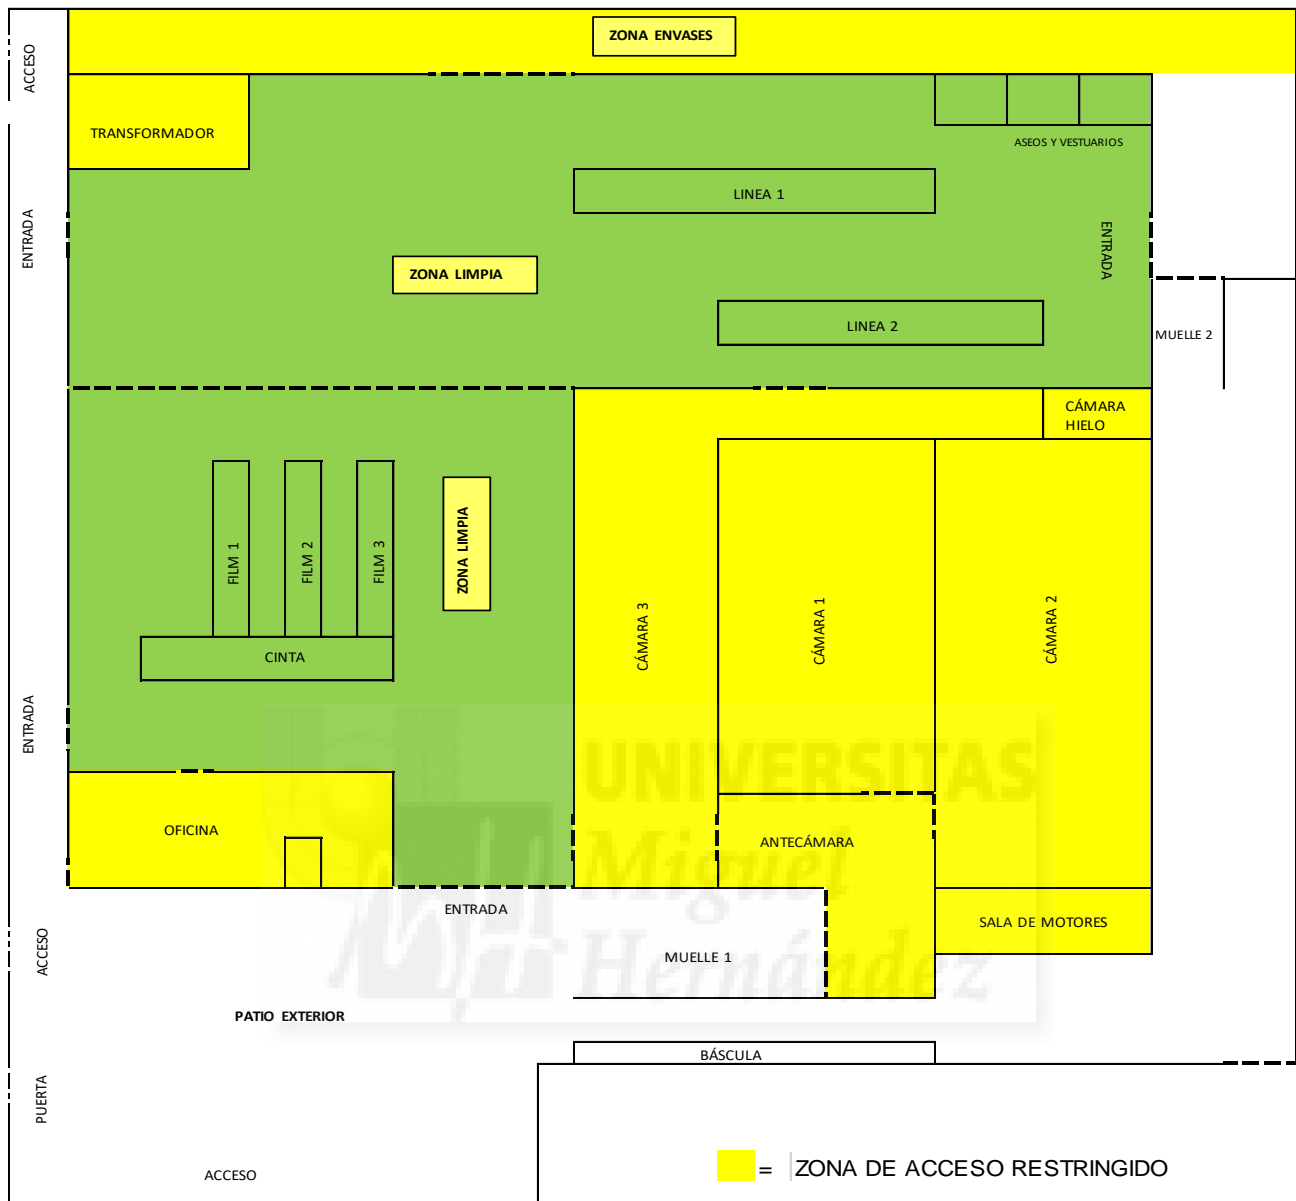 ZONA ENVASES
ACCESO
TRANSFORMADOR
ASEOS Y VESTUARIOS
LINEA 1
ENTRADA
ENTRADA
ZONA LIMPIA
LINEA 2
MUELLE 2
CÁMARA
HIELO
FILM 1
FILM 2
FILM 3
ZONA LIMPIA
CÁMARA 3
CÁMARA 1
CÁMARA 2
CINTA
ENTRADA
UNIVERSITAS
Miguel
Hernández
OFICINA
ANTECÁMARA
ENTRADA
SALA DE MOTORES
ACCESO
MUELLE 1
PATIO EXTERIOR
BÁSCULA
PUERTA
ACCESO
= ZONA DE ACCESO RESTRINGIDO